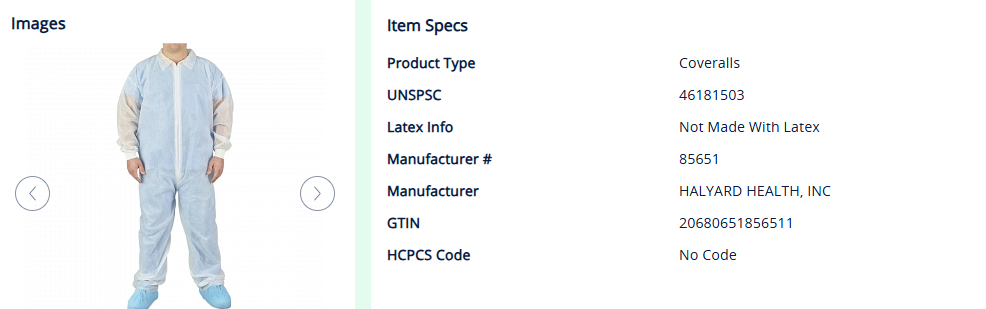 Images
Item Specs
Product Type Coveralls
UNSPSC 46181503
Latex Info Not Made With Latex
Manufacturer # 85651
Manufacturer HALYARD HEALTH, INC
GTIN 20680651856511
HCPCS Code No Code